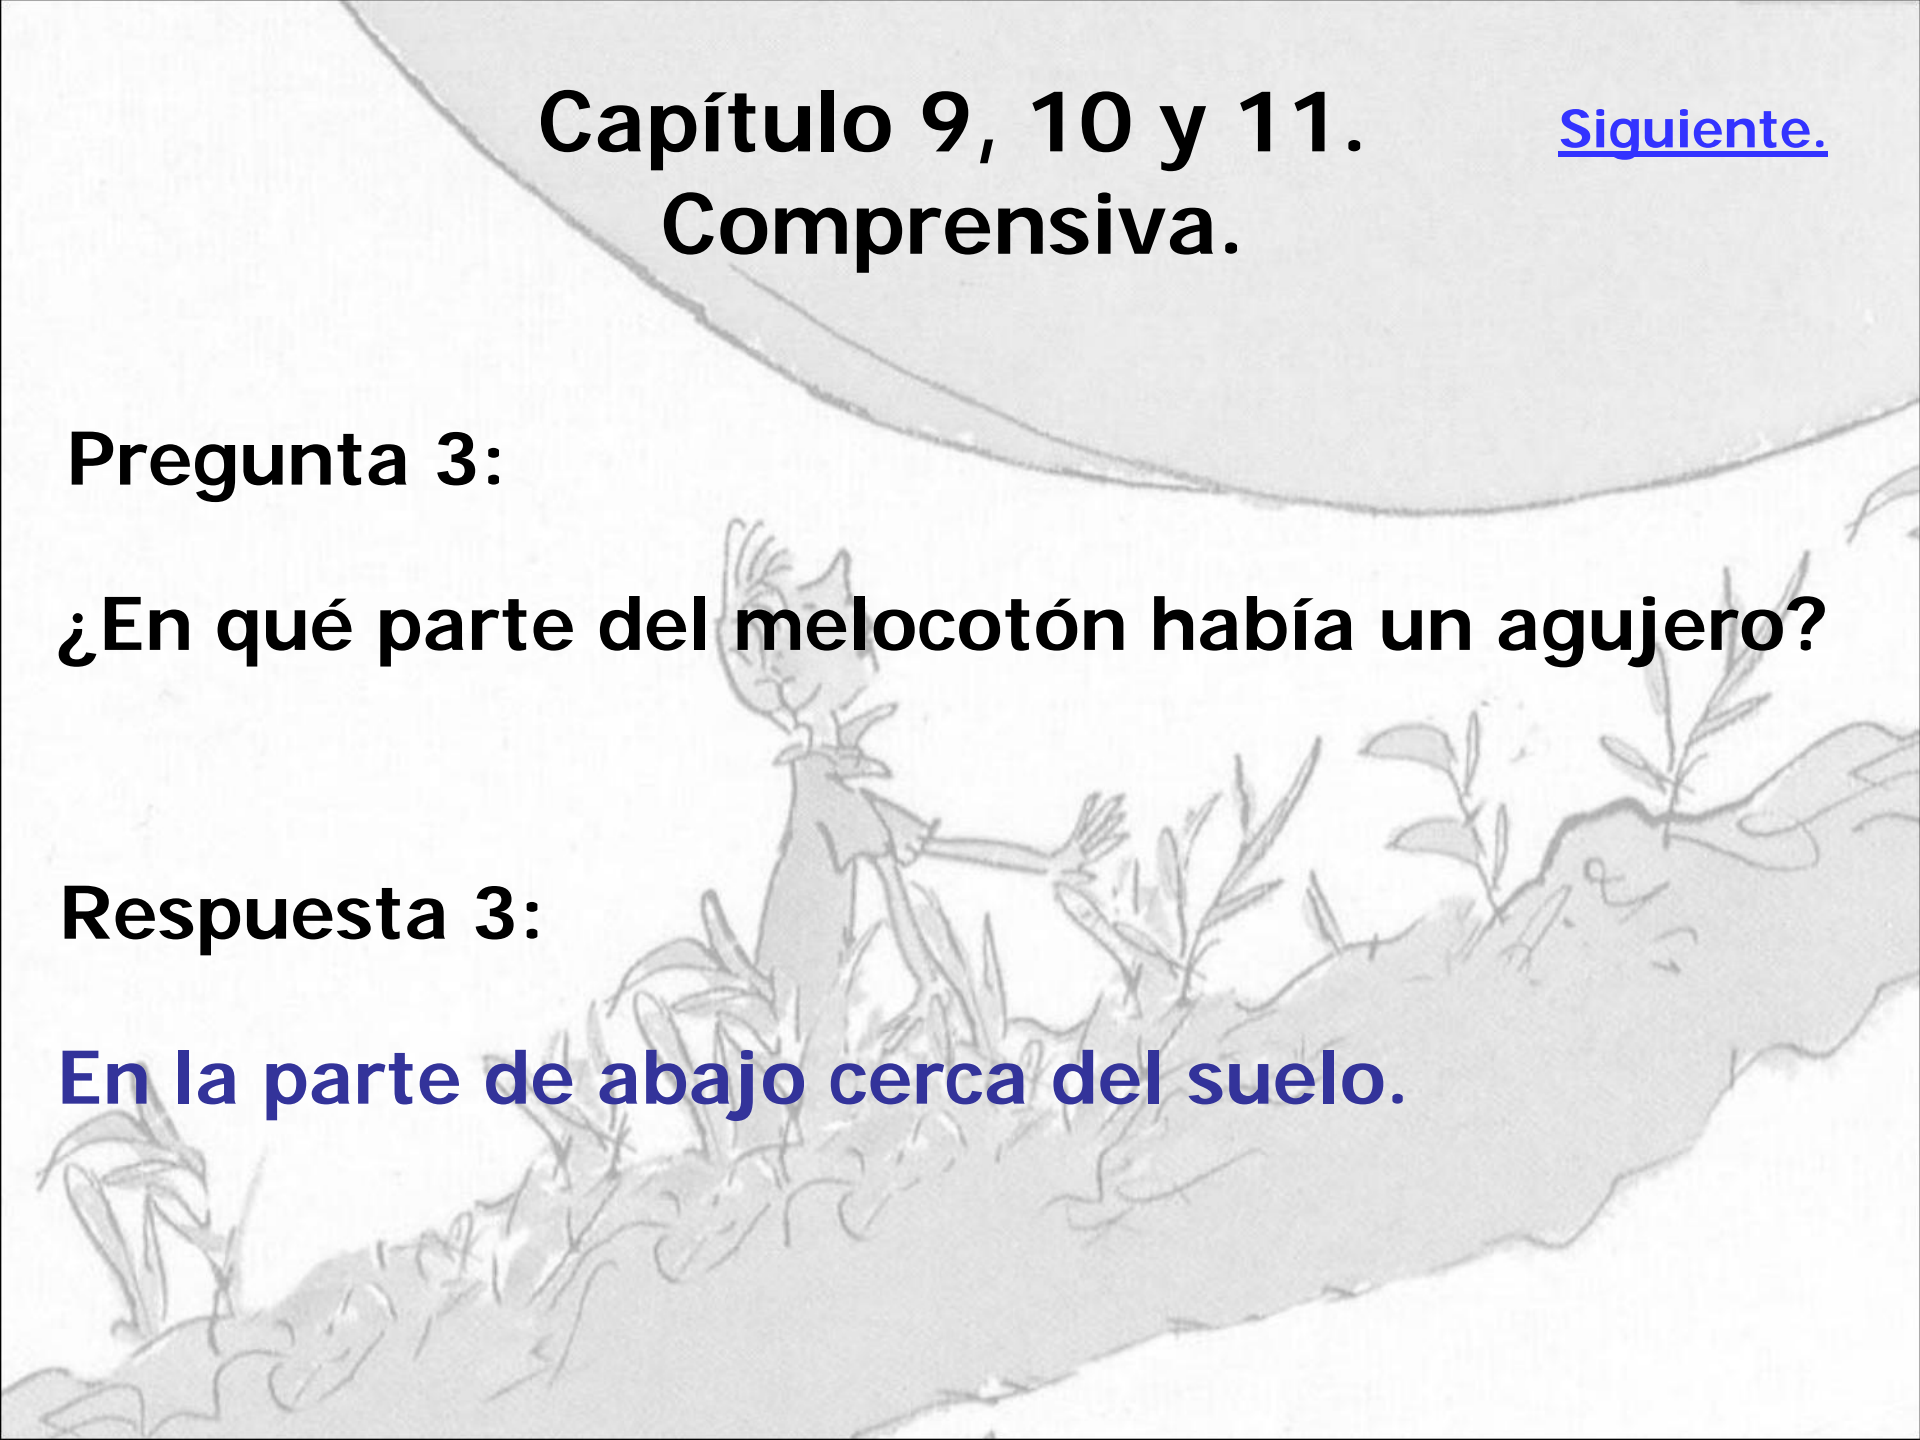 Capítulo 9, 10 y 11.
Comprensiva.
Siguiente.
Pregunta 3:
¿En qué parte del melocotón había un agujero?
Respuesta 3:
En la parte de abajo cerca del suelo.